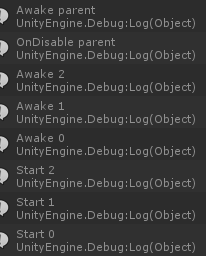 Awake parent
UnityEngine.Debug:Log(Object)
OnDisable parent
UnityEngine.Debug:Log(Object)
Awake 2
UnityEngine.Debug:Log(Object)
Awake 1
UnityEngine.Debug:Log(Object)
Awake 0
UnityEngine.Debug:Log(Object)
Start 2
UnityEngine.Debug:Log(Object)
Start 1
UnityEngine.Debug:Log(Object)
Start 0
UnityEngine.Debug:Log(Object)